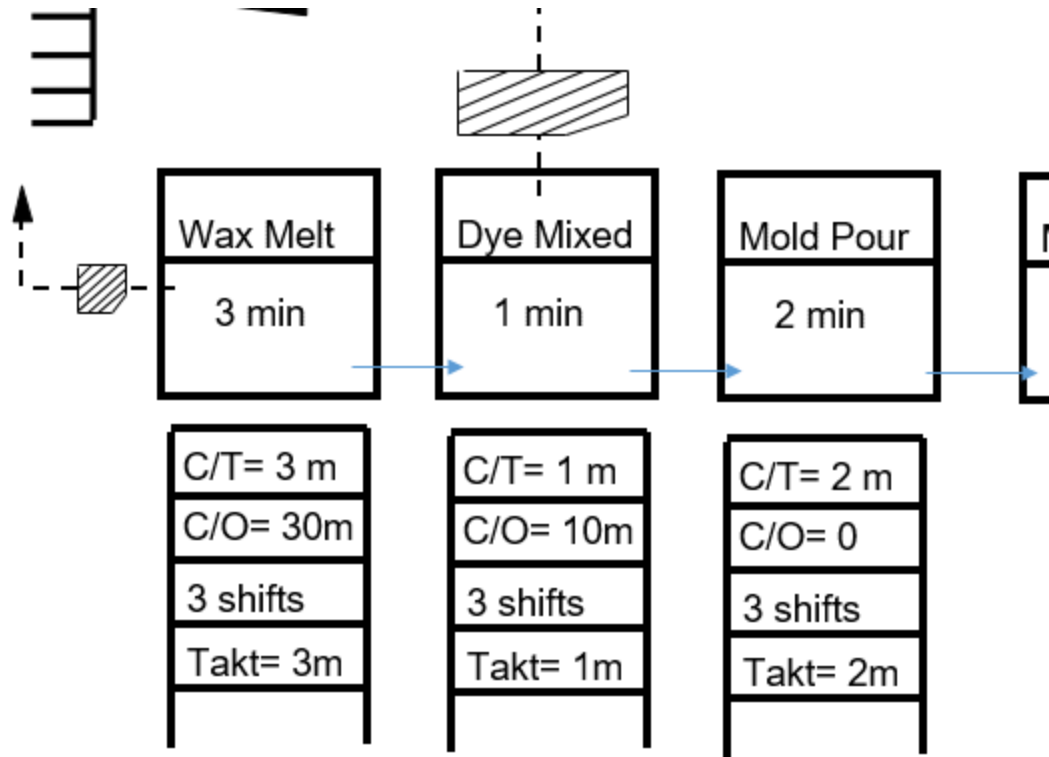 Wax Melt
3 min
Dye Mixed
1 min
Mold Pour
2 min
C/T= 3 m
C/O= 30m
3 shifts
Takt= 3m
C/T= 1 m
C/O= 10m
3 shifts
Takt= 1m
C/T= 2 m
C/O= 0
3 shifts
Takt= 2m